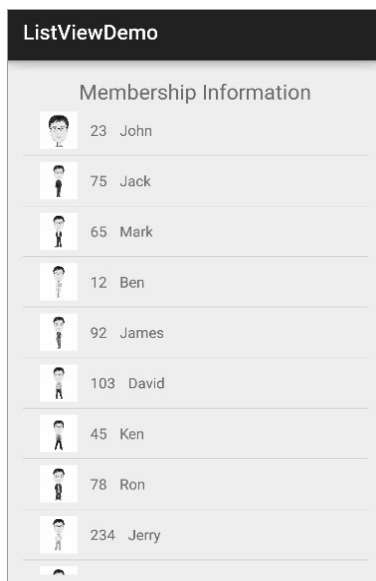 ListViewDemo
Membership Information
23 John
75 Jack
65 Mark
12 Ben
92 James
103 David
45 Ken
78 Ron
234 Jerry